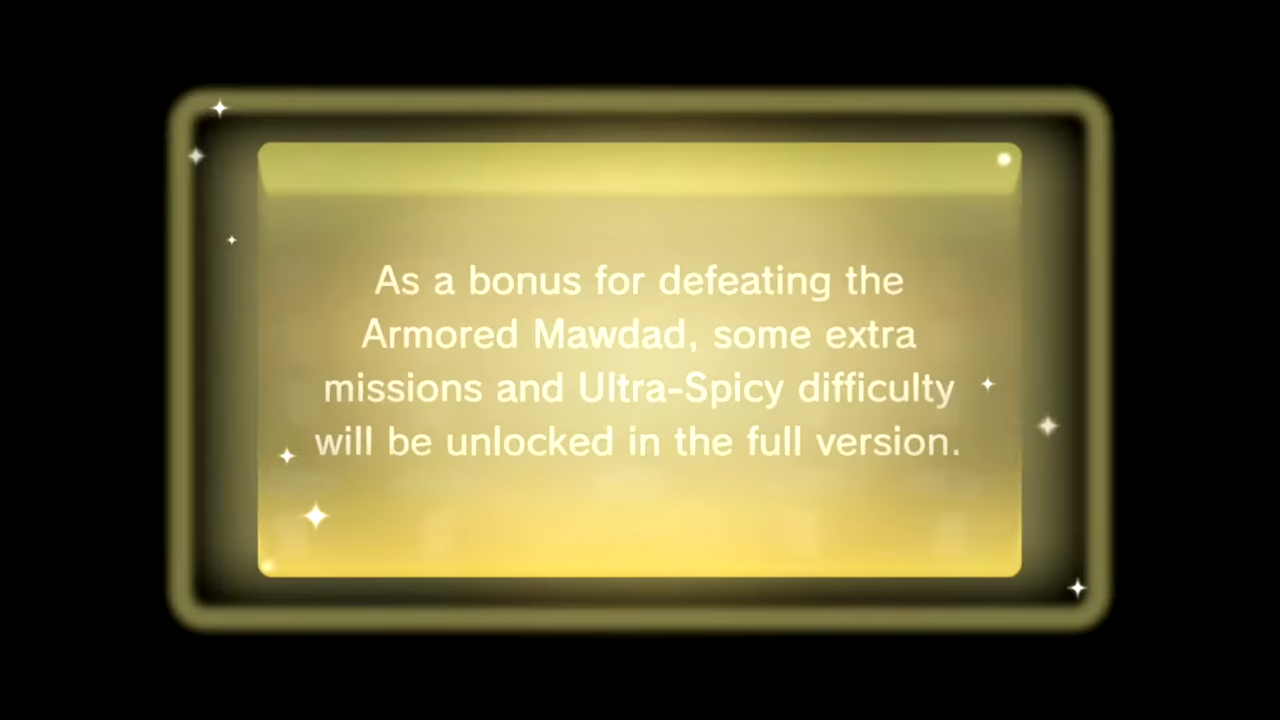 As a bonus for defeating the
Armored Mawdad, some extra
missions and Ultra-Spicy difficulty
will be unlocked in the full version.